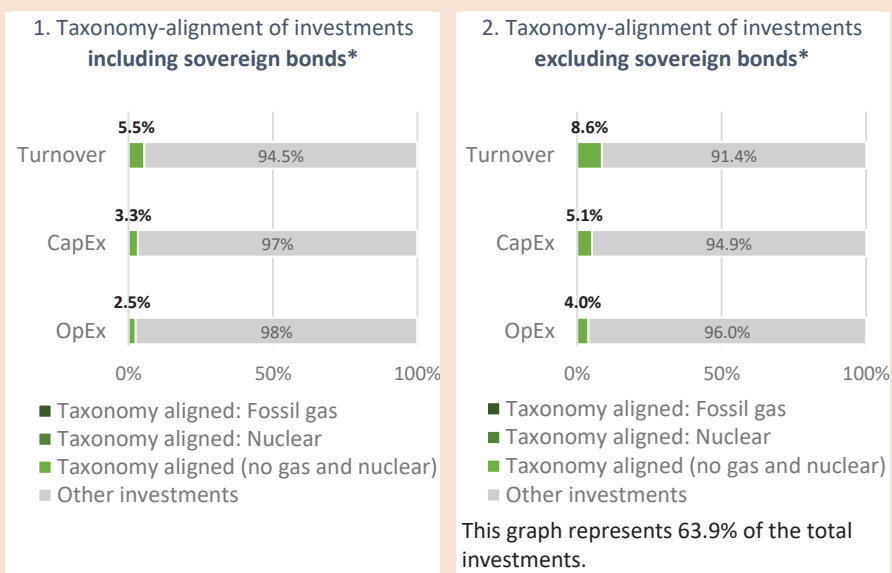 1. Taxonomy-alignment of investments
including sovereign bonds*
5.5%
Turnover 94.5%
3.3%
CapEx 97%
2.5%
OpEx 98%
0% 50% 100%
Taxonomy aligned: Fossil gas
Taxonomy aligned: Nuclear
Taxonomy aligned (no gas and nuclear)
Other investments
2. Taxonomy-alignment of investments
excluding sovereign bonds*
8.6%
Turnover 91.4%
5.1%
CapEx 94.9%
4.0%
OpEx 96.0%
0% 50% 100%
Taxonomy aligned: Fossil gas
Taxonomy aligned: Nuclear
Taxonomy aligned (no gas and nuclear)
Other investments
This graph represents 63.9% of the total
investments.